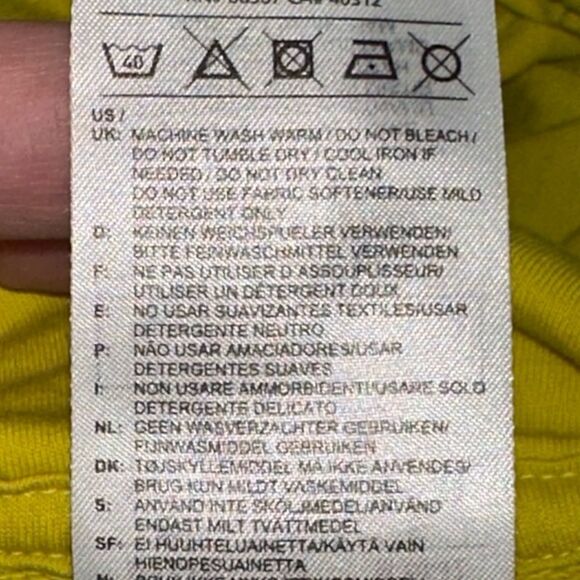 40
US /
UK: MACHINE WASH WARM / DO NOT BLEACH /
DO NOT TUMBLE DRY / COOL IRON IF
NEEDED / DO NOT DRY CLEAN
DO NOT USE FABRIC SOFTENER/USE MILD
DETERGENT ONLY
D: KEINEN WEICHSPUELER VERWENDEN/
BITTE FEINWASCHMITTEL VERWENDEN
F: NE PAS UTILISER D'ASSOUPLISSEUR/
UTILISER UN DÉTERGENT DOUX
E: NO USAR SUAVIZANTES TEXTILES/USAR
DETERGENTE NEUTRO
P: NÃO USAR AMACIADORES/USAR
DETERGENTES SUAVES
I: NON USARE AMMORBIDENTI/USARE SOLO
DETERGENTE DELICATO
NL: GEEN WASVERZACHTER GEBRUIKEN/
FIJNWASMIDDEL GEBRUIKEN
DK: TØJSKYLLEMIDDEL MÅ IKKE ANVENDES/
BRUG KUN MILDT VASKEMIDDEL
S: ANVÄND INTE SKÖLJMEDEL/ANVÄND
ENDAST MILT TVÄTTMEDEL
SF: EI HUUHTELUAINETTA/KÄYTÄ VAIN
HIENOPESUAINETTA